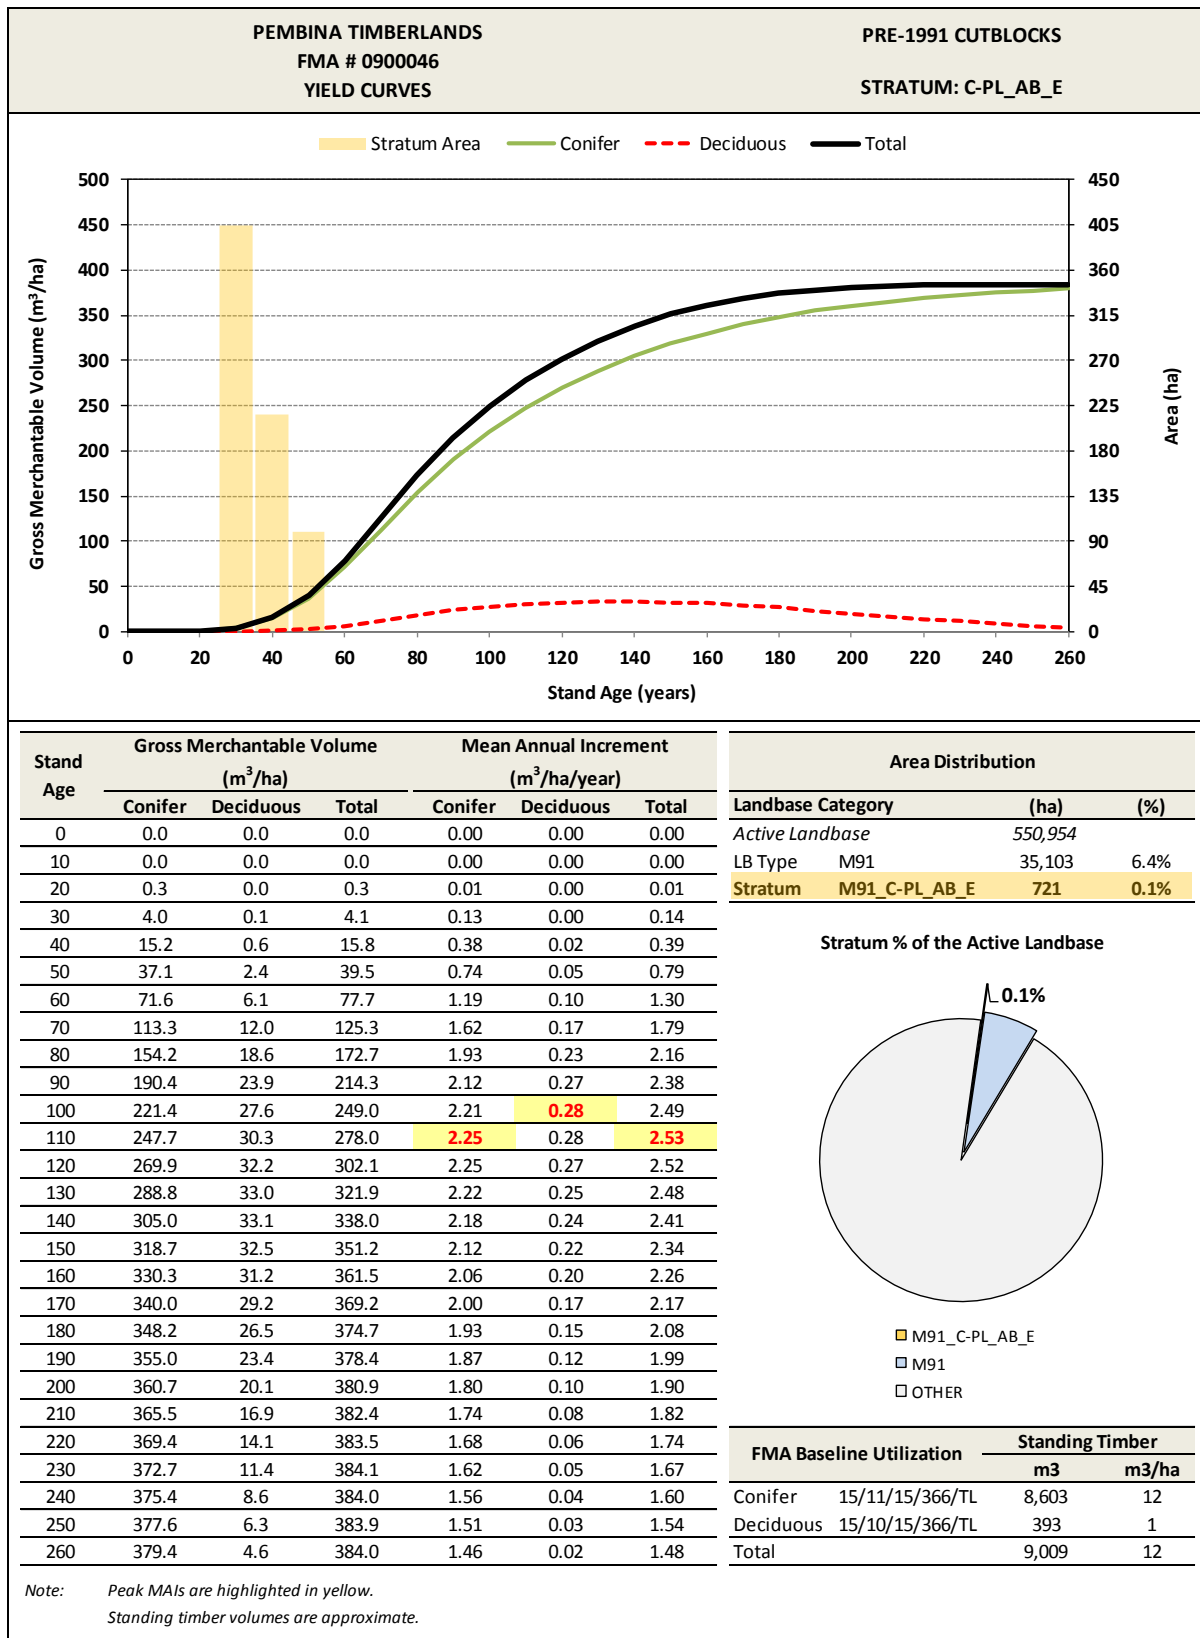 PEMBINA TIMBERLANDS
FMA # 0900046
YIELD CURVES
PRE-1991 CUTBLOCKS
STRATUM: C-PL_AB_E
Stratum Area Conifer Deciduous Total
Gross Merchantable Volume (m³/ha)
500
450
400
350
300
250
200
150
100
50
0
450
405
360
315
270
225
180
135
90
45
0
Area (ha)
0 20 40 60 80 100 120 140 160 180 200 220 240 260
Stand Age (years)
Stand Age
Gross Merchantable Volume (m³/ha)
Mean Annual Increment (m³/ha/year)
Conifer Deciduous Total Conifer Deciduous Total
0 0.0 0.0 0.0 0.00 0.00 0.00
10 0.0 0.0 0.0 0.00 0.00 0.00
20 0.3 0.0 0.3 0.01 0.00 0.01
30 4.0 0.1 4.1 0.13 0.00 0.14
40 15.2 0.6 15.8 0.38 0.02 0.39
50 37.1 2.4 39.5 0.74 0.05 0.79
60 71.6 6.1 77.7 1.19 0.10 1.30
70 113.3 12.0 125.3 1.62 0.17 1.79
80 154.2 18.6 172.7 1.93 0.23 2.16
90 190.4 23.9 214.3 2.12 0.27 2.38
100 221.4 27.6 249.0 2.21 0.28 2.49
110 247.7 30.3 278.0 2.25 0.28 2.53
120 269.9 32.2 302.1 2.25 0.27 2.52
130 288.8 33.0 321.9 2.22 0.25 2.48
140 305.0 33.1 338.0 2.18 0.24 2.41
150 318.7 32.5 351.2 2.12 0.22 2.34
160 330.3 31.2 361.5 2.06 0.20 2.26
170 340.0 29.2 369.2 2.00 0.17 2.17
180 348.2 26.5 374.7 1.93 0.15 2.08
190 355.0 23.4 378.4 1.87 0.12 1.99
200 360.7 20.1 380.9 1.80 0.10 1.90
210 365.5 16.9 382.4 1.74 0.08 1.82
220 369.4 14.1 383.5 1.68 0.06 1.74
230 372.7 11.4 384.1 1.62 0.05 1.67
240 375.4 8.6 384.0 1.56 0.04 1.60
250 377.6 6.3 383.9 1.51 0.03 1.54
260 379.4 4.6 384.0 1.46 0.02 1.48
Area Distribution
Landbase Category (ha) (%)
Active Landbase 550,954
LB Type M91 35,103 6.4%
Stratum M91_C-PL_AB_E 721 0.1%
Stratum % of the Active Landbase
0.1%
M91_C-PL_AB_E
M91
OTHER
FMA Baseline Utilization
Standing Timber
m3 m3/ha
Conifer 15/11/15/366/TL 8,603 12
Deciduous 15/10/15/366/TL 393 1
Total 9,009 12
Note: Peak MAIs are highlighted in yellow.
Standing timber volumes are approximate.